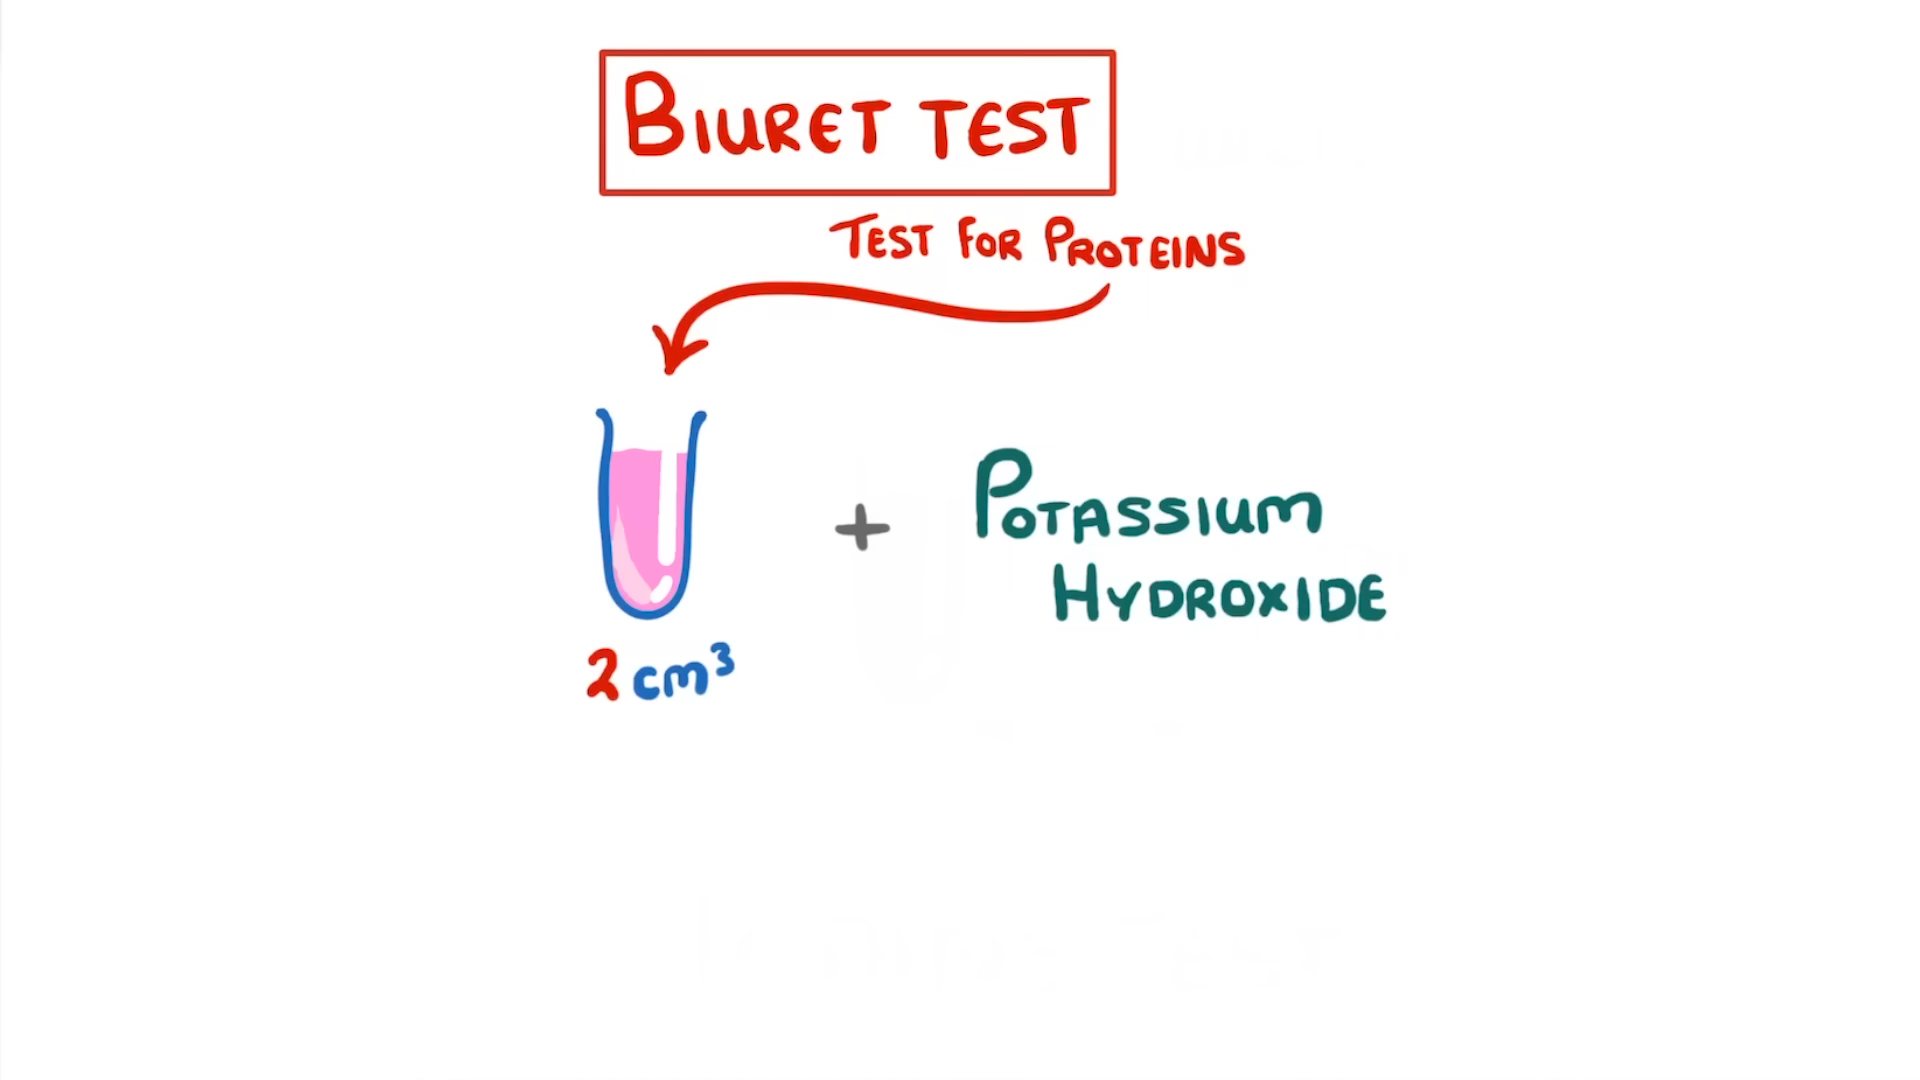 BIURET TEST
TEST FOR PROTEINS
+ POTASSIUM
HYDROXIDE
2 cm³